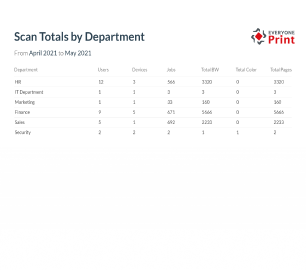 Scan Totals by Department
EVERYONE
Print
From April 2021 to May 2021
Department Users Devices Jobs Total BW Total Color Total Pages
HR 12 3 566 3320 0 3320
IT Department 1 1 3 3 0 3
Marketing 1 1 33 160 0 160
Finance 9 5 671 5666 0 5666
Sales 5 1 692 2233 0 2233
Security 2 2 2 1 1 2